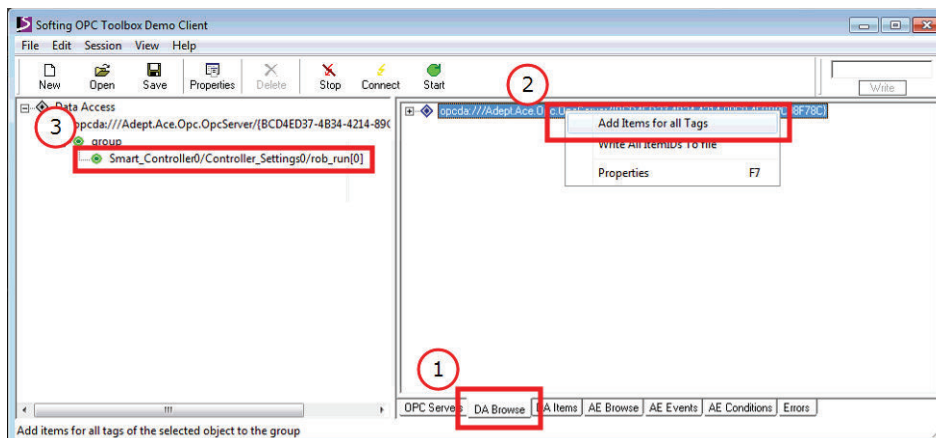 Softing OPC Toolbox Demo Client
File Edit Session View Help
New Open Save Properties Delete Stop Connect Start Write
2
Data Access
3
opcda:///Adept.Ace.Opc.OpcServer/{BCD4ED37-4B34-4214-89(
group
Smart_Controller0/Controller_Settings0/rob_run[0]
opcda:///Adept.Ace.O
8F78C}
Add Items for all Tags
Write All ItemIDs To file
Properties F7
1
OPC Servers DA Browse DA Items AE Browse AE Events AE Conditions Errors
Add items for all tags of the selected object to the group